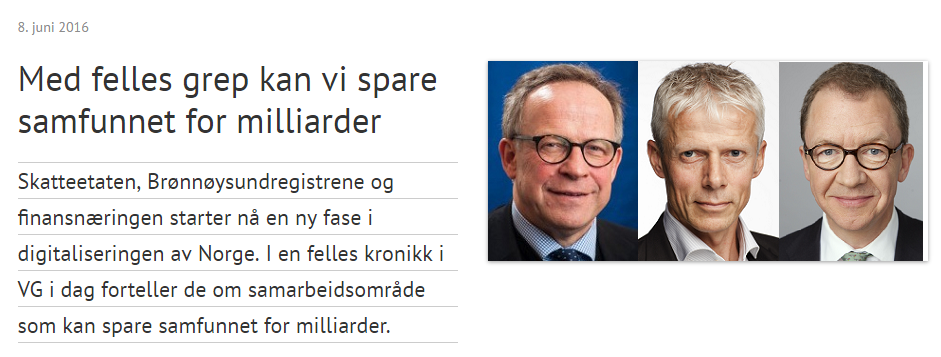 8. juni 2016
Med felles grep kan vi spare
samfunnet for milliarder
Skatteetaten, Brønnøysundregistrene og
finansnæringen starter nå en ny fase i
digitaliseringen av Norge. I en felles kronikk i
VG i dag forteller de om samarbeidsområde
som kan spare samfunnet for milliarder.